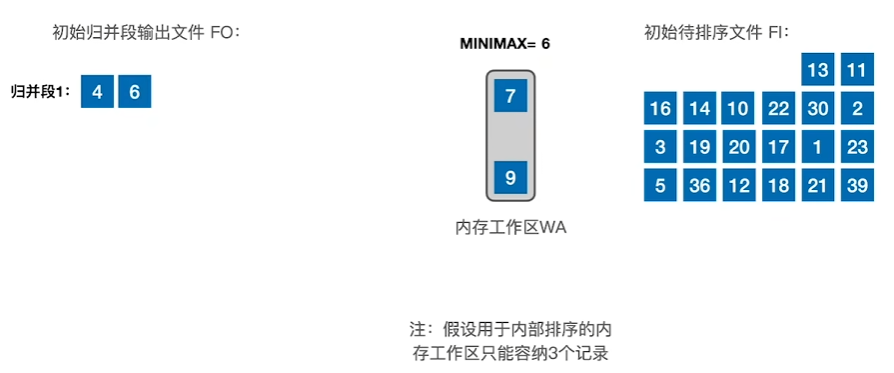 初始归并段输出文件 FO：
MINIMAX= 6
初始待排序文件 FI：
归并段1： 4 6
7
9
13 11
16 14 10 22 30 2
3 19 20 17 1 23
5 36 12 18 21 39
内存工作区WA
注：假设用于内部排序的内
存工作区只能容纳3个记录